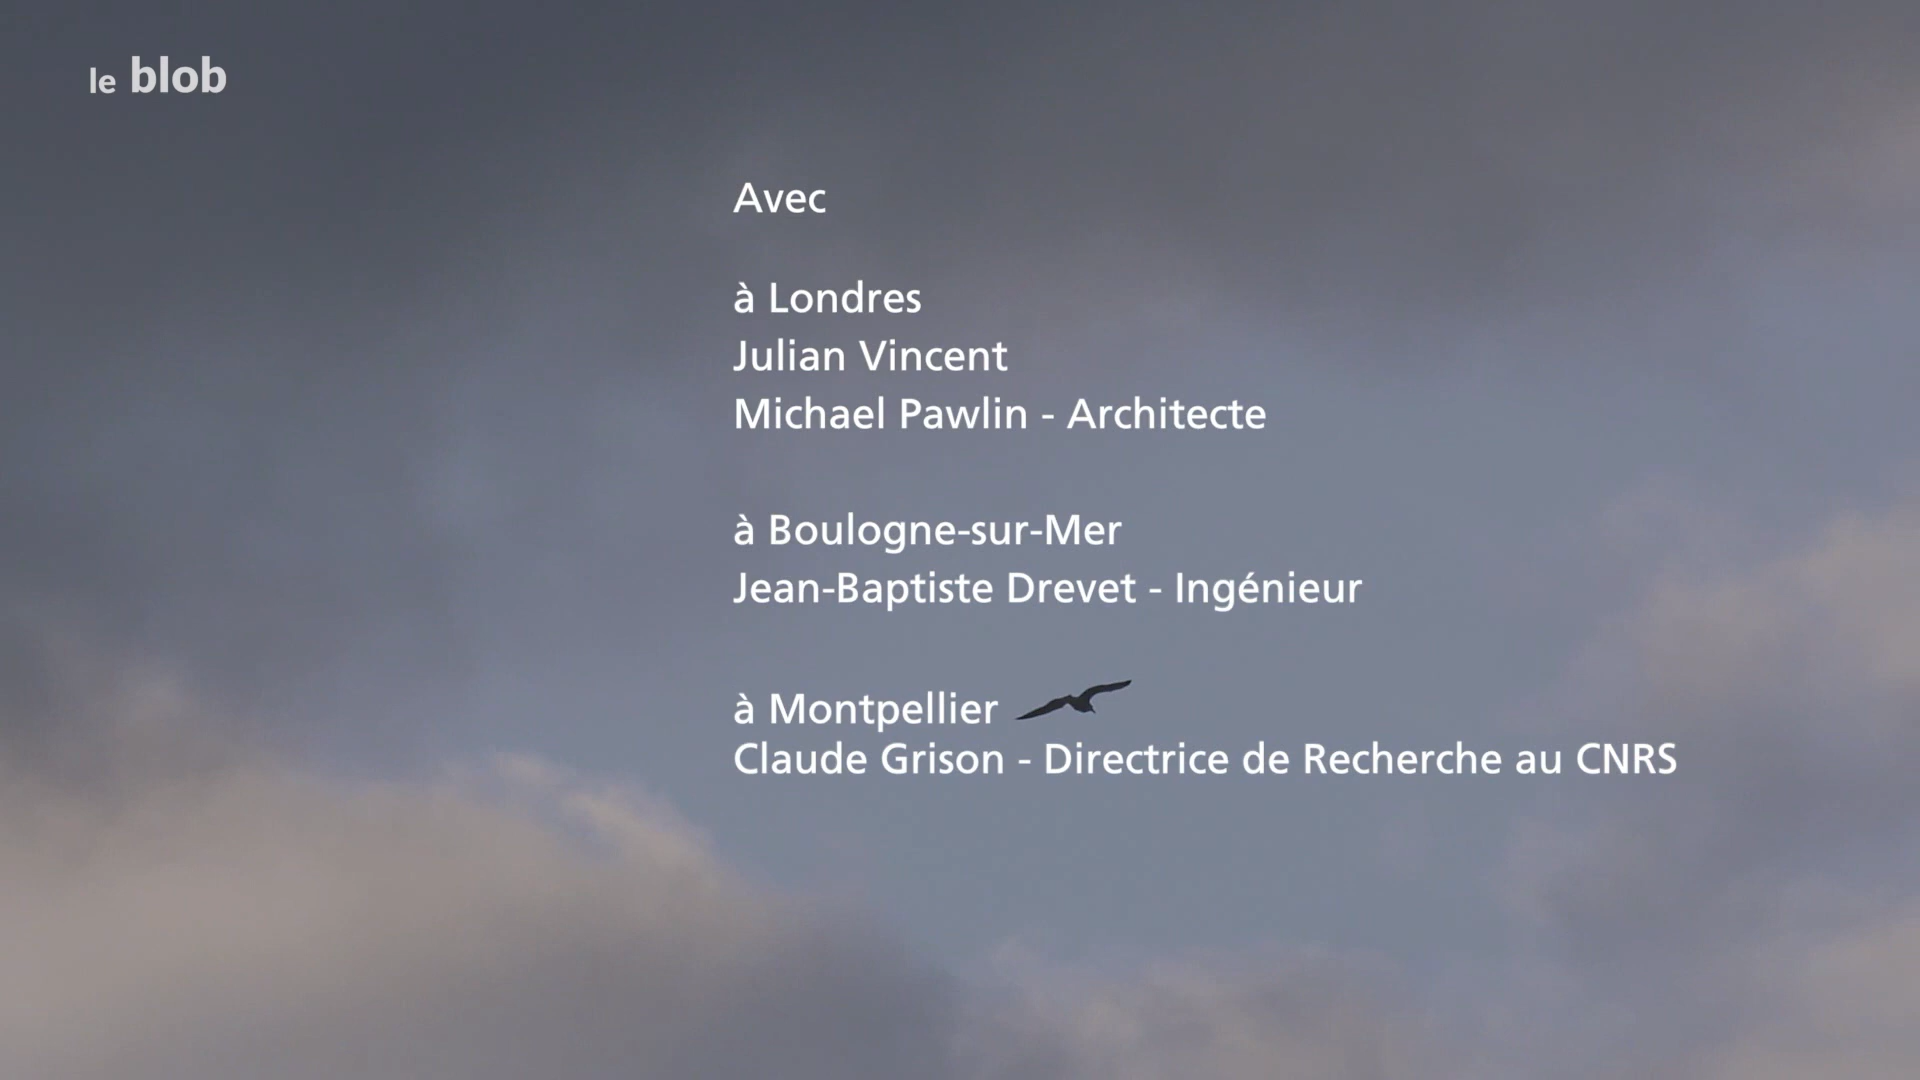 le blob
Avec
à Londres
Julian Vincent
Michael Pawlin - Architecte
à Boulogne-sur-Mer
Jean-Baptiste Drevet - Ingénieur
à Montpellier
Claude Grison - Directrice de Recherche au CNRS